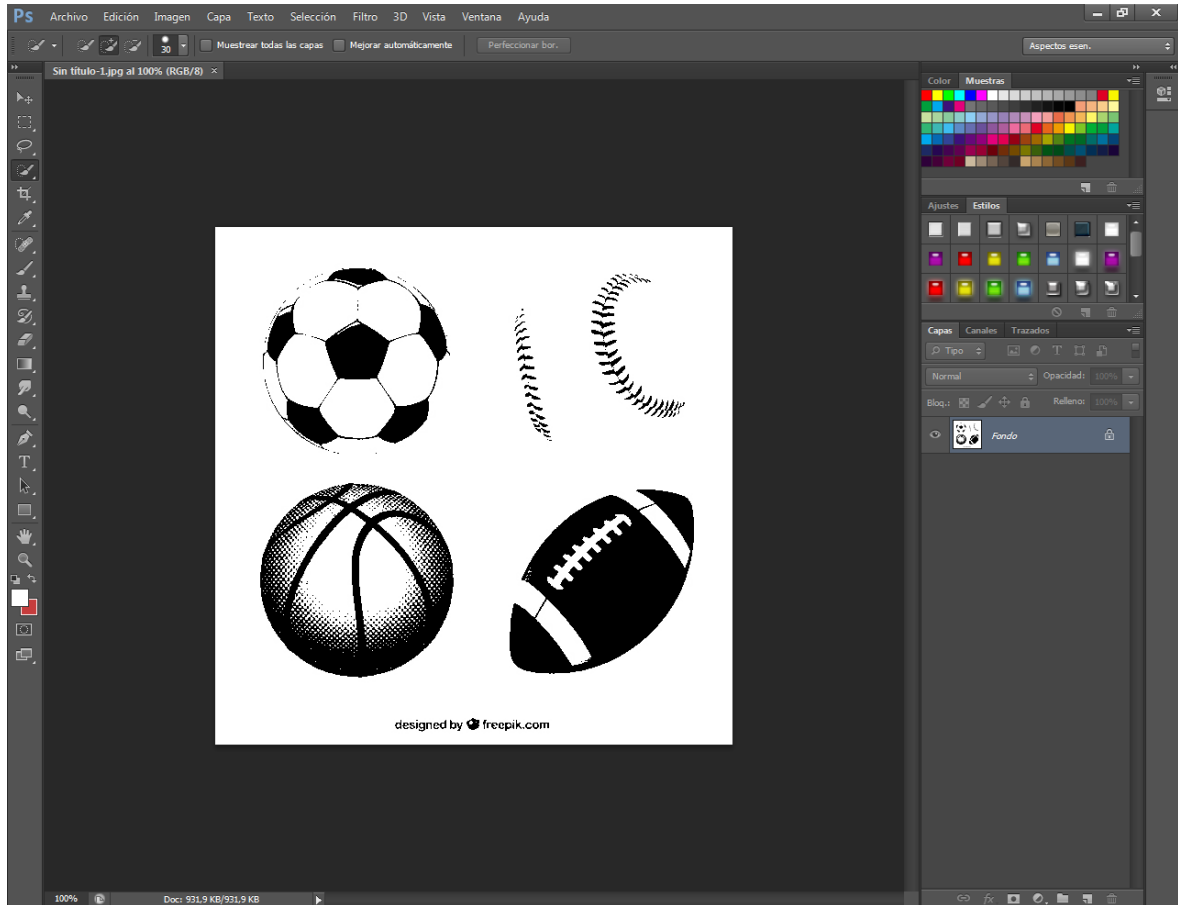 Ps Archivo Edición Imagen Capa Texto Selección Filtro 3D Vista Ventana Ayuda
30 Muestrear todas las capas Mejorar automáticamente Perfeccionar bor. Aspectos esen.
Sin título-1.jpg al 100% (RGB/8) ×
Color Muestras
Ajustes Estilos
Capas Canales Trazados
Tipo
Normal Opacidad: 100%
Bloq.: Relleno: 100%
Fondo
designed by freepik.com
100% Doc: 931,9 KB/931,9 KB